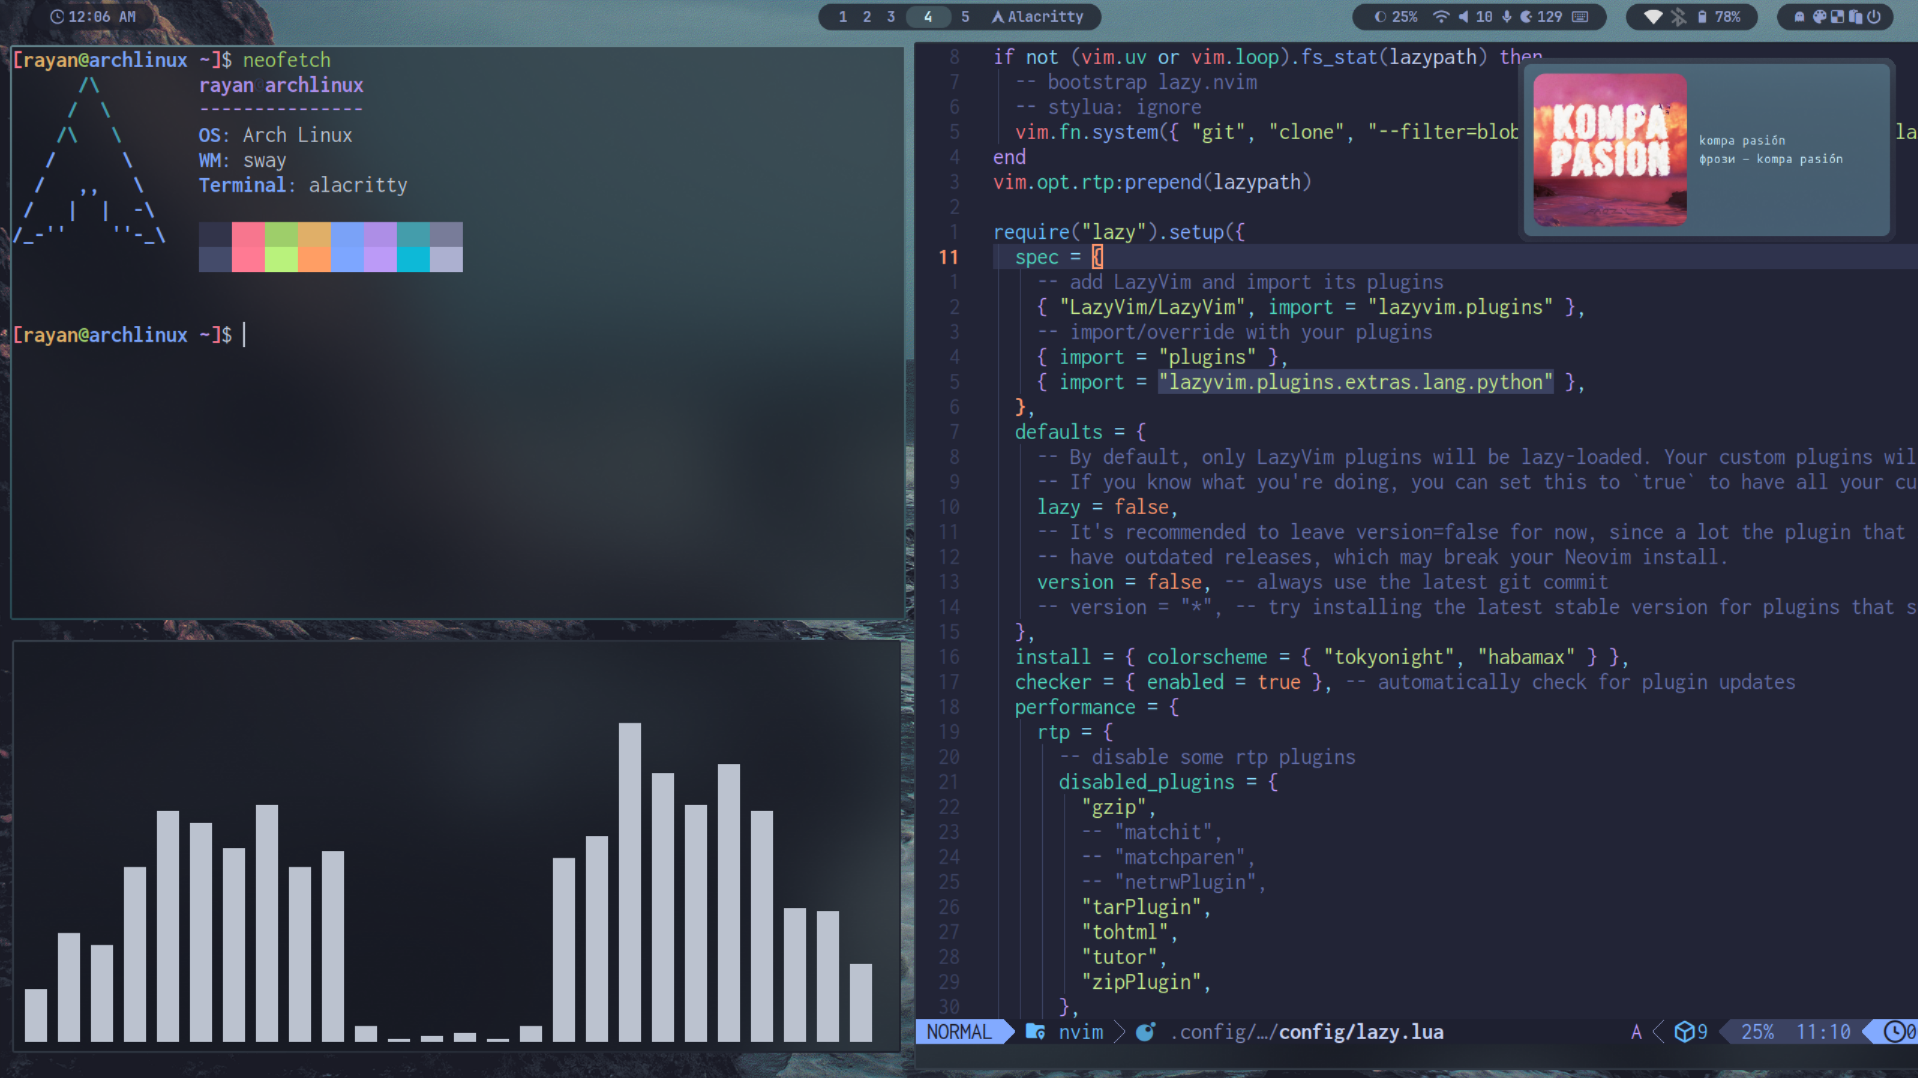 12:06 AM
1 2 3 4 5 Alacritty
25% 10 129
78%
[rayan@archlinux ~]$ neofetch
rayan@archlinux
---------------
OS: Arch Linux
WM: sway
Terminal: alacritty
[rayan@archlinux ~]$
8 if not (vim.uv or vim.loop).fs_stat(lazypath) then
7 -- bootstrap lazy.nvim
6 -- stylua: ignore
5 vim.fn.system({ "git", "clone", "--filter=blob la
4 end
3 vim.opt.rtp:prepend(lazypath)
2
1 require("lazy").setup({
11 spec = {
1 -- add LazyVim and import its plugins
2 { "LazyVim/LazyVim", import = "lazyvim.plugins" },
3 -- import/override with your plugins
4 { import = "plugins" },
5 { import = "lazyvim.plugins.extras.lang.python" },
6 },
7 defaults = {
8 -- By default, only LazyVim plugins will be lazy-loaded. Your custom plugins wil
9 -- If you know what you're doing, you can set this to `true` to have all your cu
10 lazy = false,
11 -- It's recommended to leave version=false for now, since a lot the plugin that
12 -- have outdated releases, which may break your Neovim install.
13 version = false, -- always use the latest git commit
14 -- version = "*", -- try installing the latest stable version for plugins that s
15 },
16 install = { colorscheme = { "tokyonight", "habamax" } },
17 checker = { enabled = true }, -- automatically check for plugin updates
18 performance = {
19 rtp = {
20 -- disable some rtp plugins
21 disabled_plugins = {
22 "gzip",
23 -- "matchit",
24 -- "matchparen",
25 -- "netrwPlugin",
26 "tarPlugin",
27 "tohtml",
28 "tutor",
29 "zipPlugin",
30 },
NORMAL nvim .config/…/config/lazy.lua A 9 25% 11:10 0
KOMPA
PASION
kompa pasión
фрози – kompa pasión